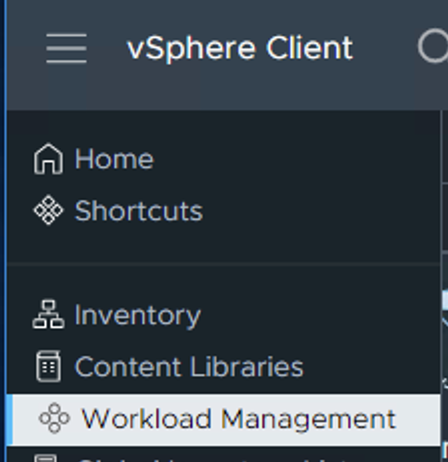 vSphere Client
Home
Shortcuts
Inventory
Content Libraries
Workload Management